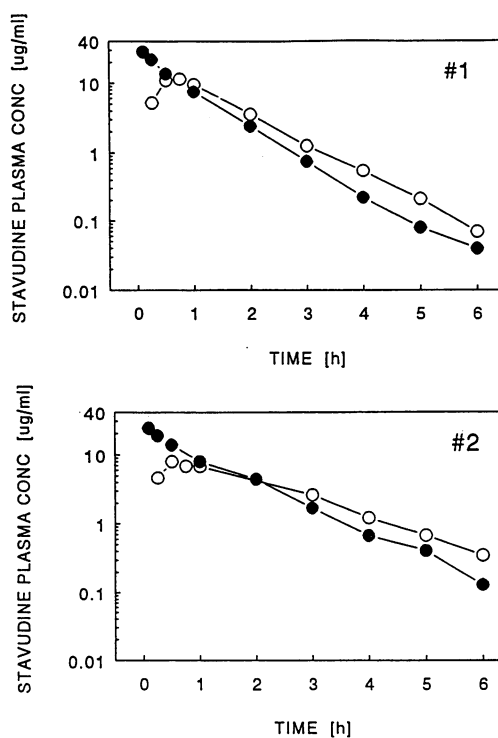 STAVUDINE PLASMA CONC [ug/ml]
#1
40
10
1
0.1
0.01
0 1 2 3 4 5 6
TIME [h]
STAVUDINE PLASMA CONC [ug/ml]
#2
40
10
1
0.1
0.01
0 1 2 3 4 5 6
TIME [h]